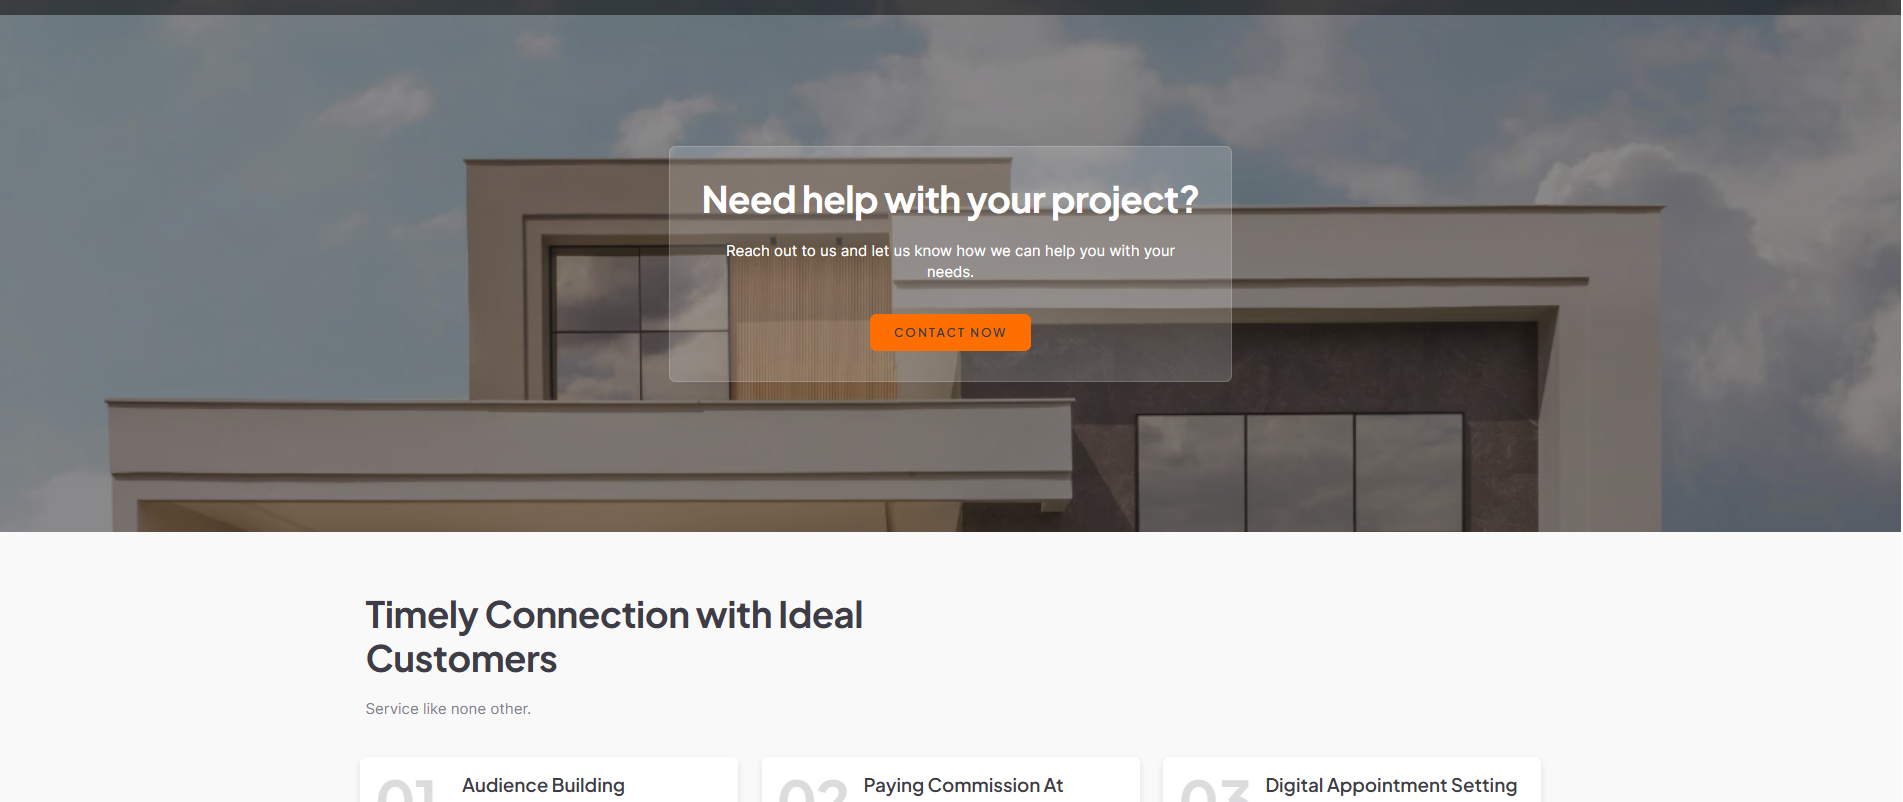 Need help with your project?
Reach out to us and let us know how we can help you with your
needs.
CONTACT NOW
Timely Connection with Ideal
Customers
Service like none other.
01 Audience Building
02 Paying Commission At
03 Digital Appointment Setting